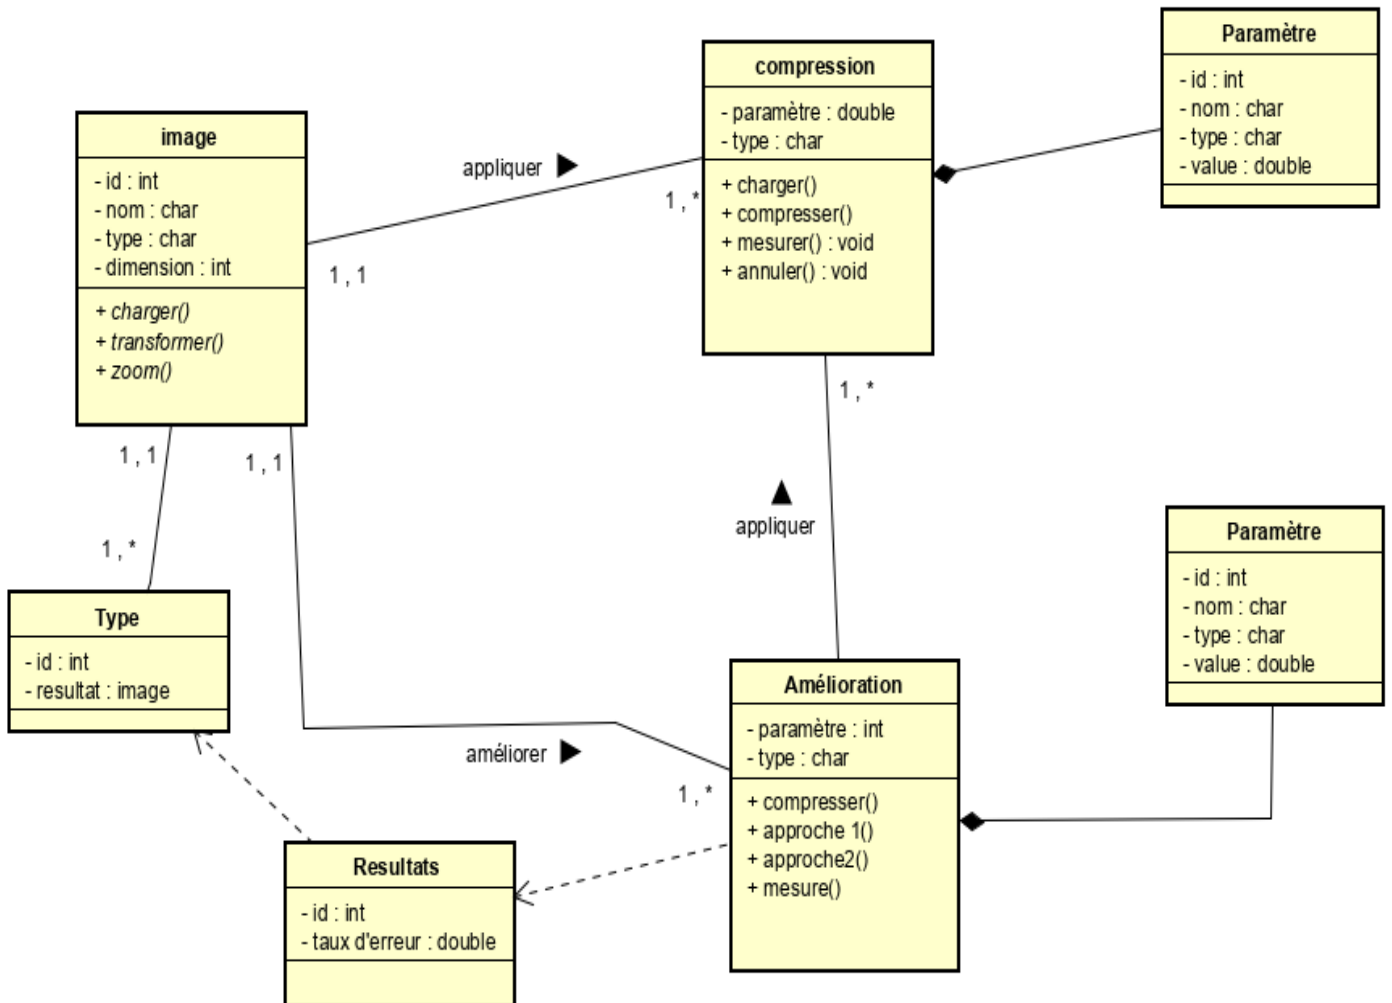 Paramètre
- id : int
- nom : char
- type : char
- value : double
compression
- paramètre : double
- type : char
+ charger()
+ compresser()
+ mesurer() : void
+ annuler() : void
image
- id : int
- nom : char
- type : char
- dimension : int
+ charger()
+ transformer()
+ zoom()
appliquer
1 , *
1 , 1
1 , 1
1 , 1
1 , *
1 , *
appliquer
Paramètre
- id : int
- nom : char
- type : char
- value : double
Type
- id : int
- resultat : image
Amélioration
- paramètre : int
- type : char
+ compresser()
+ approche 1()
+ approche2()
+ mesure()
améliorer
1 , *
Resultats
- id : int
- taux d'erreur : double